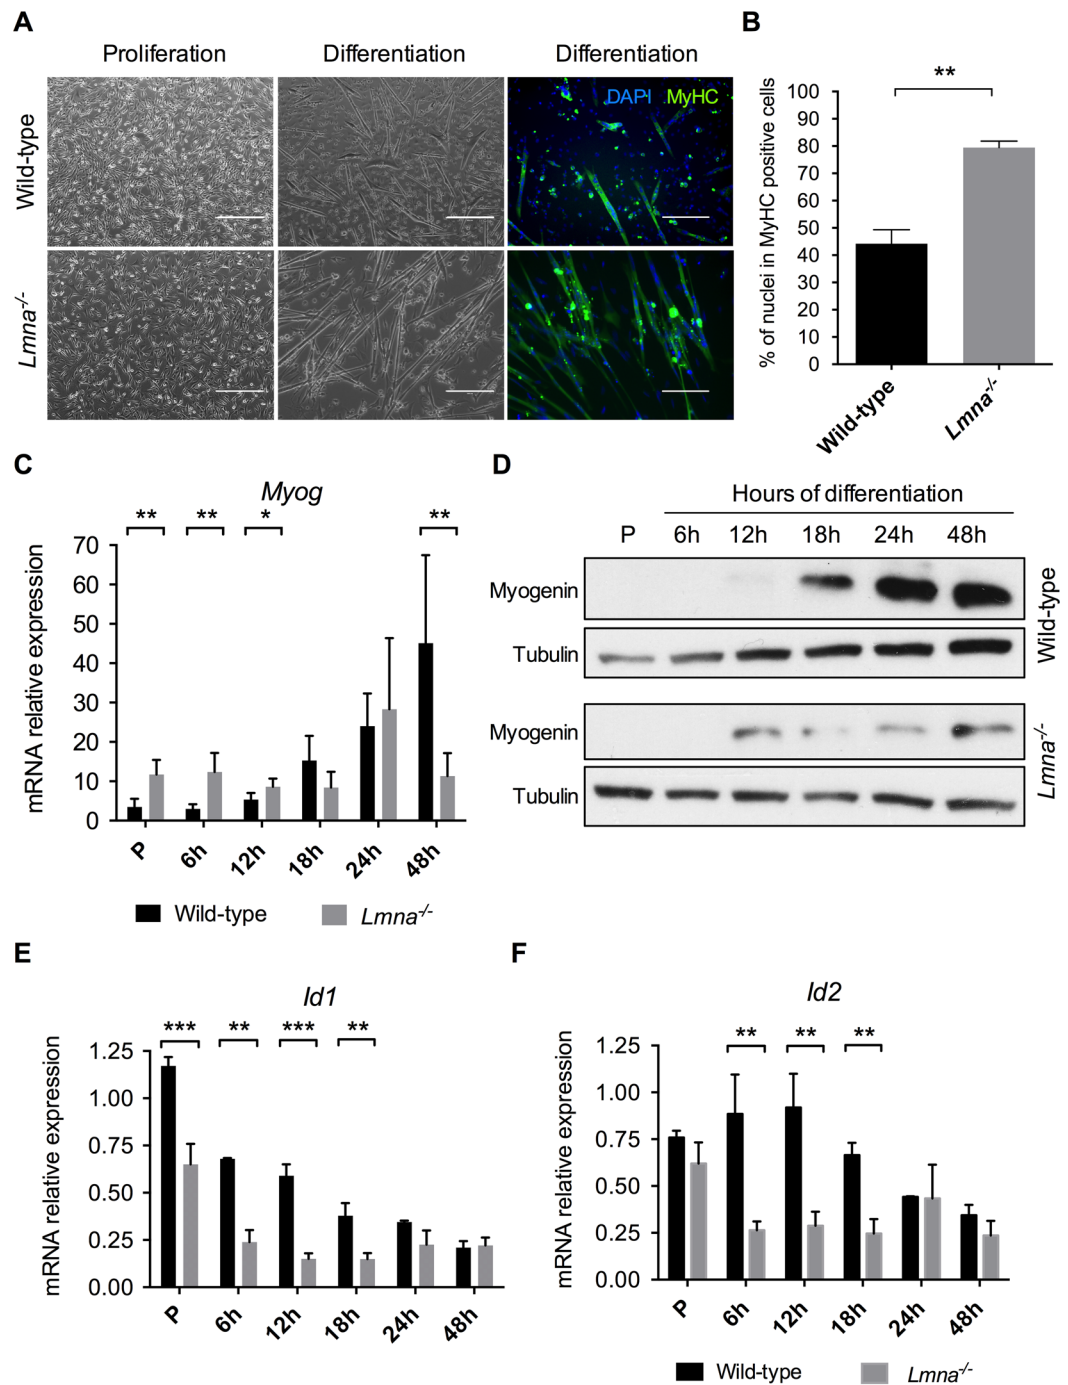 A
Proliferation Differentiation Differentiation
Wild-type
DAPI MyHC
Lmna-/-
B
**
% of nuclei in MyHC positive cells
100
90
80
70
60
50
40
30
20
10
0
Wild-type
Lmna-/-
C
Myog
** ** * **
mRNA relative expression
70
60
50
40
30
20
10
0
P 6h 12h 18h 24h 48h
Wild-type Lmna-/-
D
Hours of differentiation
P 6h 12h 18h 24h 48h
Myogenin
Tubulin
Wild-type
Myogenin
Tubulin
Lmna-/-
E
Id1
*** ** *** **
mRNA relative expression
1.25
1.00
0.75
0.50
0.25
0.00
P 6h 12h 18h 24h 48h
F
Id2
** ** **
mRNA relative expression
1.25
1.00
0.75
0.50
0.25
0.00
P 6h 12h 18h 24h 48h
Wild-type Lmna-/-